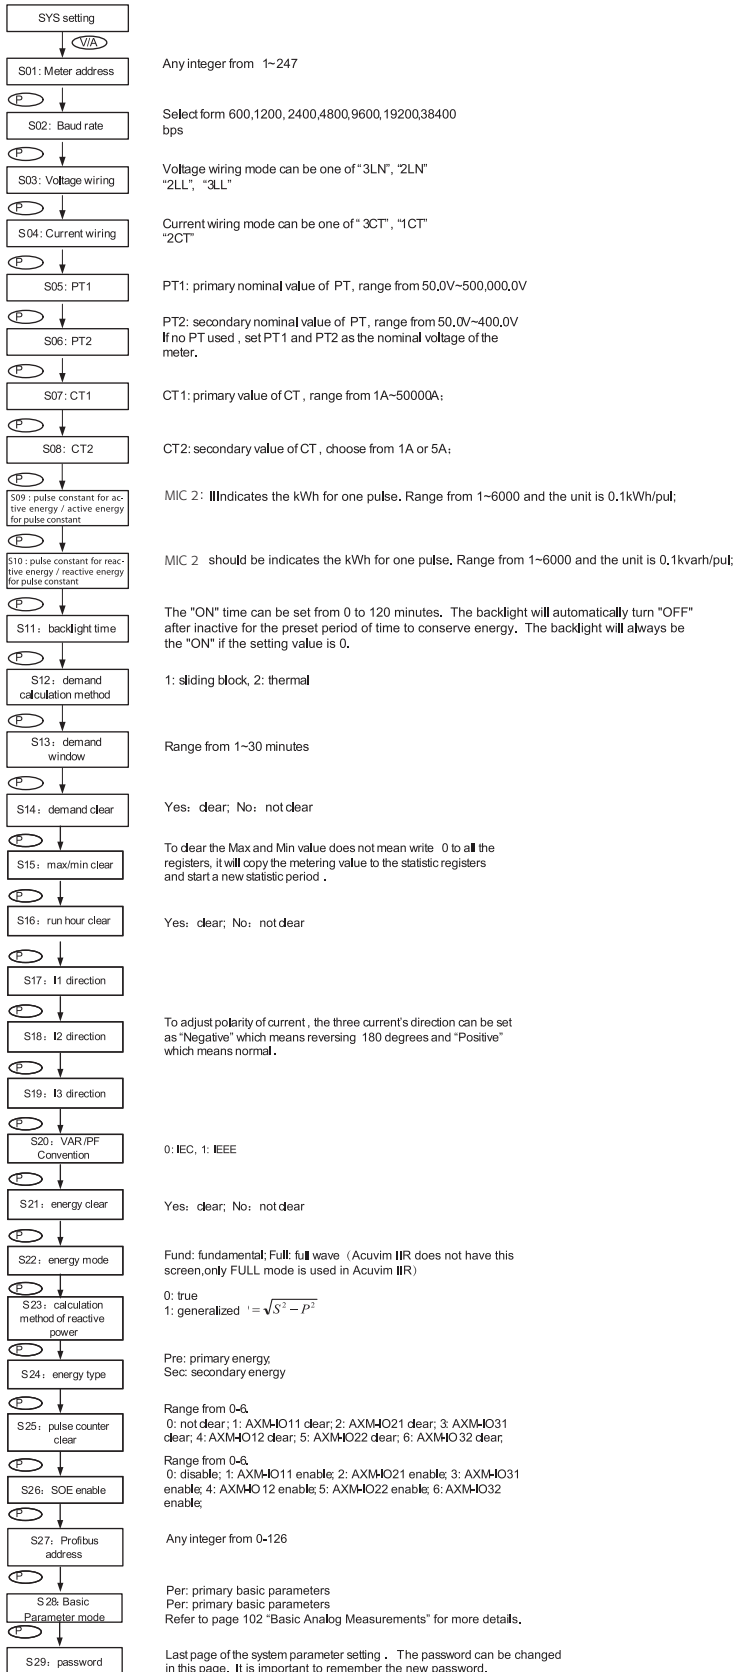 SYS setting
V/A
S01: Meter address
Any integer from 1~247
P
S02: Baud rate
Select form 600,1200, 2400,4800,9600, 19200,38400
bps
P
S03: Voltage wiring
Voltage wiring mode can be one of “3LN”, “2LN”
“2LL”, “3LL”
P
S04: Current wiring
Current wiring mode can be one of “ 3CT” , “1CT”
“2CT”
P
S05: PT1
PT1: primary nominal value of PT, range from 50.0V~500,000.0V
P
S06: PT2
PT2: secondary nominal value of PT, range from 50.0V~400.0V
If no PT used , set PT1 and PT2 as the nominal voltage of the
meter.
P
S07: CT1
CT1: primary value of CT , range from 1A~50000A;
P
S08: CT2
CT2: secondary value of CT , choose from 1A or 5A;
P
S09 : pulse constant for ac-
tive energy / active energy
for pulse constant
MIC 2: IIIndicates the kWh for one pulse. Range from 1~6000 and the unit is 0.1kWh/pul;
P
S10 : pulse constant for reac-
tive energy / reactive energy
for pulse constant
MIC 2 should be indicates the kWh for one pulse. Range from 1~6000 and the unit is 0.1kvarh/pul;
P
S11: backlight time
The "ON" time can be set from 0 to 120 minutes. The backlight will automatically turn "OFF"
after inactive for the preset period of time to conserve energy. The backlight will always be
the "ON" if the setting value is 0.
P
S12: demand
calculation method
1: sliding block, 2: thermal
P
S13: demand
window
Range from 1~30 minutes
P
S14: demand clear
Yes: clear; No: not clear
P
S15: max/min clear
To clear the Max and Min value does not mean write 0 to all the
registers, it will copy the metering value to the statistic registers
and start a new statistic period .
P
S16: run hour clear
Yes: clear; No: not clear
P
S17: I1 direction
P
S18: I2 direction
To adjust polarity of current , the three current’s direction can be set
as “Negative” which means reversing 180 degrees and “Positive”
which means normal .
P
S19: I3 direction
P
S20: VAR /PF
Convention
0: IEC, 1: IEEE
P
S21: energy clear
Yes: clear; No: not clear
P
S22: energy mode
Fund: fundamental; Full: full wave (Acuvim IIR does not have this
screen,only FULL mode is used in Acuvim IIR)
P
S23: calculation
method of reactive
power
0: true
1: generalized = √S² − P²
P
S24: energy type
Pre: primary energy,
Sec: secondary energy
P
S25: pulse counter
clear
Range from 0-6.
0: not clear; 1: AXM-IO11 clear; 2: AXM-IO21 clear; 3: AXM-IO31
clear; 4: AXM-IO12 clear; 5: AXM-IO22 clear; 6: AXM-IO32 clear;
P
S26: SOE enable
Range from 0-6.
0: disable; 1: AXM-IO11 enable; 2: AXM-IO21 enable; 3: AXM-IO31
enable; 4: AXM-IO12 enable; 5: AXM-IO22 enable; 6: AXM-IO32
enable;
P
S27: Profibus
address
Any integer from 0-126
P
S28: Basic
Parameter mode
Per: primary basic parameters
Per: primary basic parameters
Refer to page 102 “Basic Analog Measurements” for more details.
P
S29: password
Last page of the system parameter setting . The password can be changed
in this page. It is important to remember the new password.